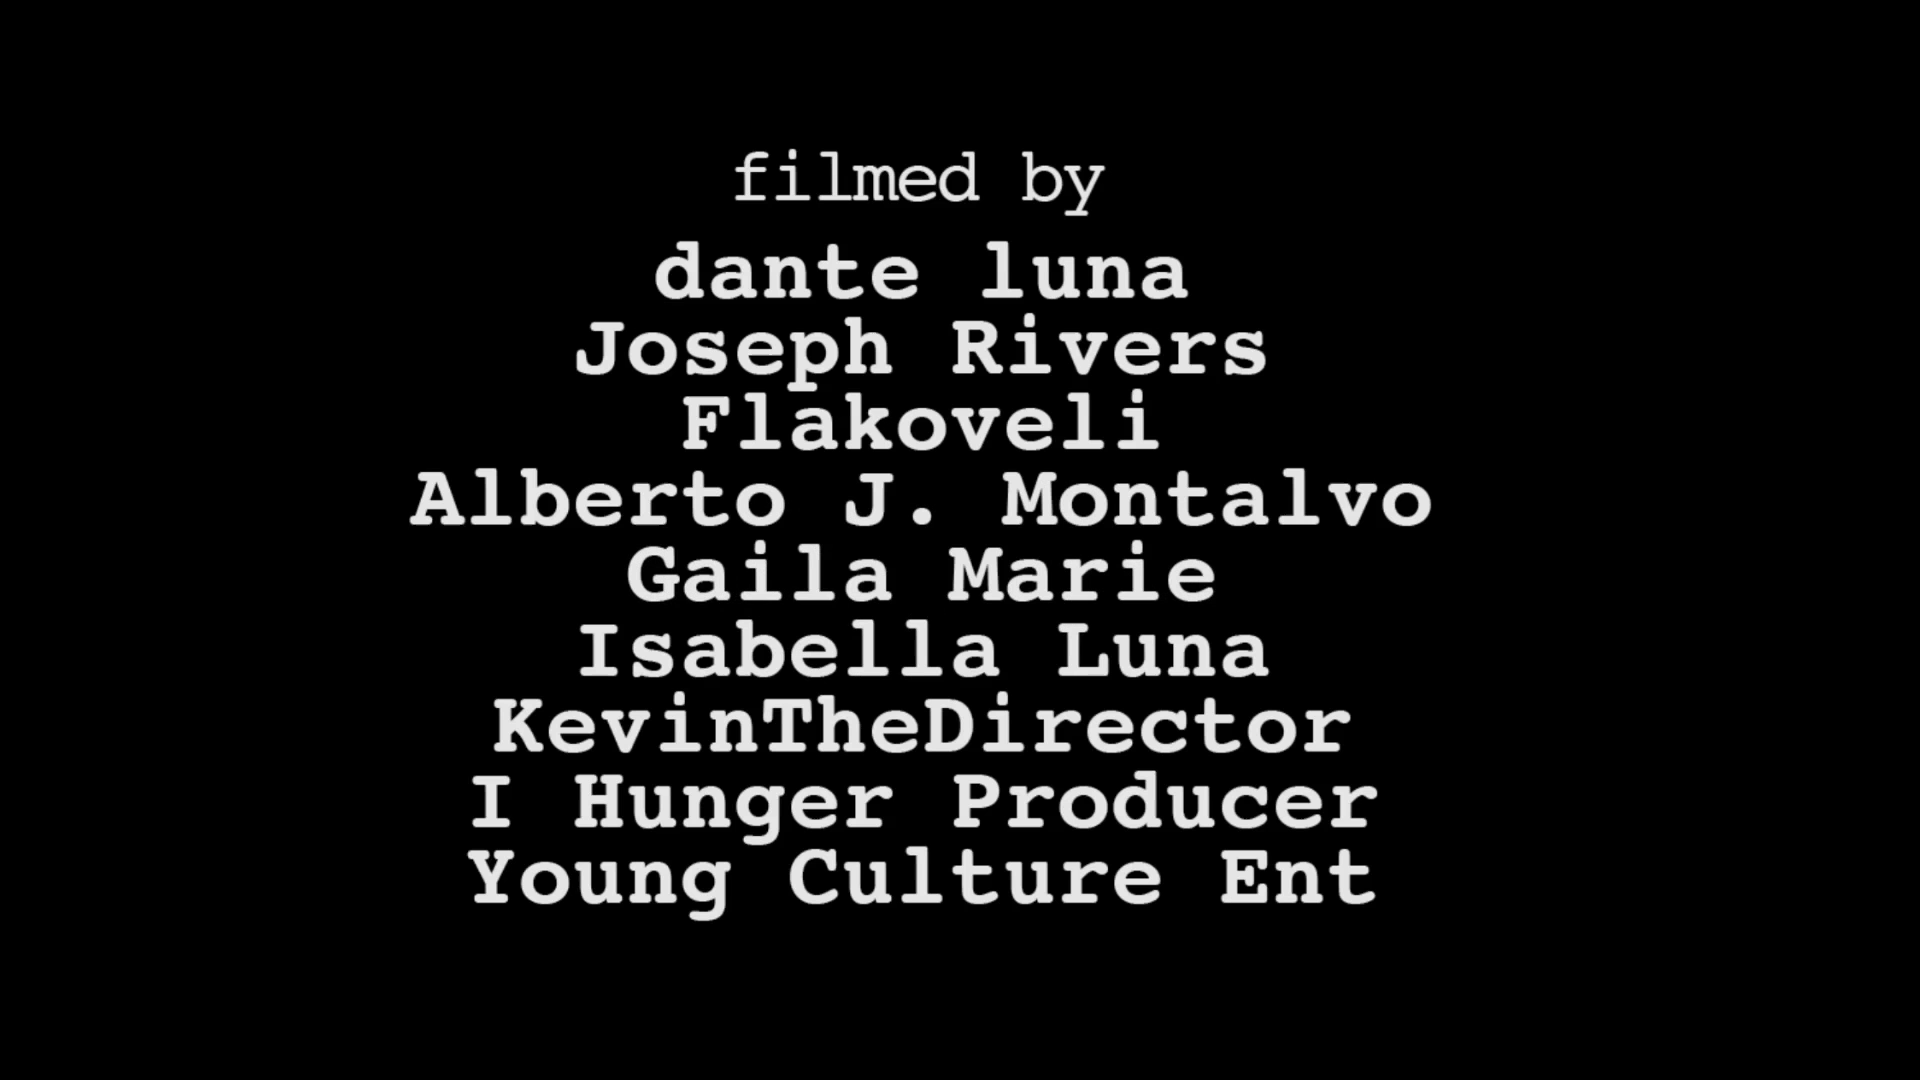 filmed by
dante luna
Joseph Rivers
Flakoveli
Alberto J. Montalvo
Gaila Marie
Isabella Luna
KevinTheDirector
I Hunger Producer
Young Culture Ent